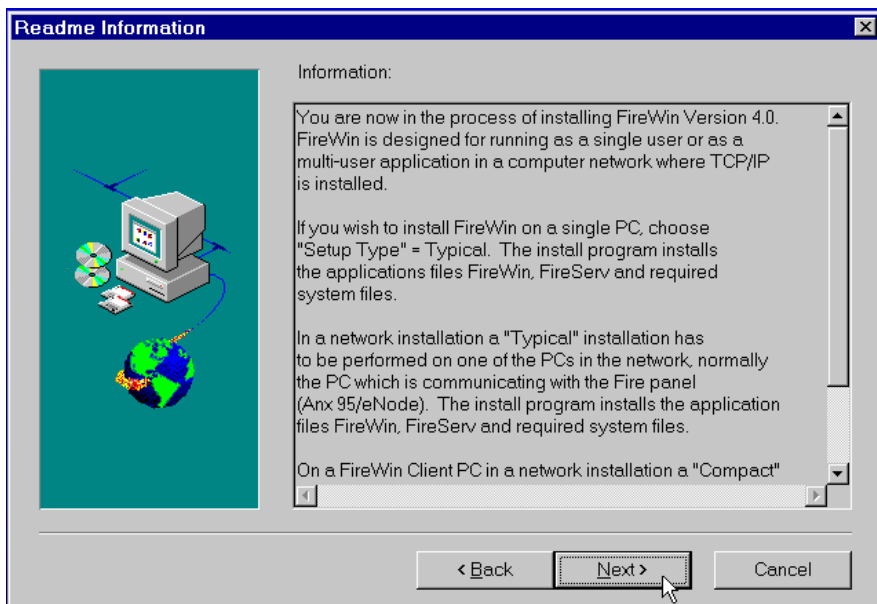 Readme Information
Information:
You are now in the process of installing FireWin Version 4.0.
FireWin is designed for running as a single user or as a
multi-user application in a computer network where TCP/IP
is installed.
If you wish to install FireWin on a single PC, choose
"Setup Type" = Typical.  The install program installs
the applications files FireWin, FireServ and required
system files.
In a network installation a "Typical" installation has
to be performed on one of the PCs in the network, normally
the PC which is communicating with the Fire panel
(Anx 95/eNode).  The install program installs the application
files FireWin, FireServ and required system files.
On a FireWin Client PC in a network installation a "Compact"
< Back
Next >
Cancel